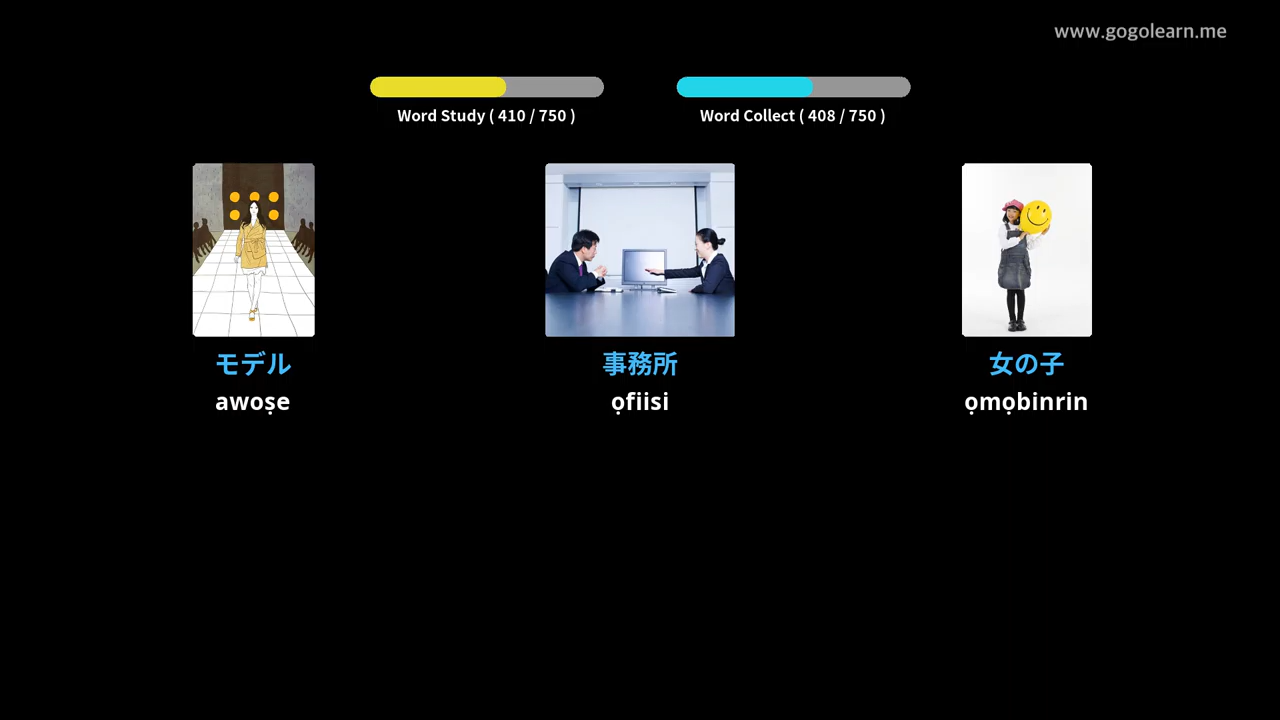 www.gogolearn.me
Word Study ( 410 / 750 )
Word Collect ( 408 / 750 )
モデル
awoṣe
事務所
ọfiisi
女の子
ọmọbinrin